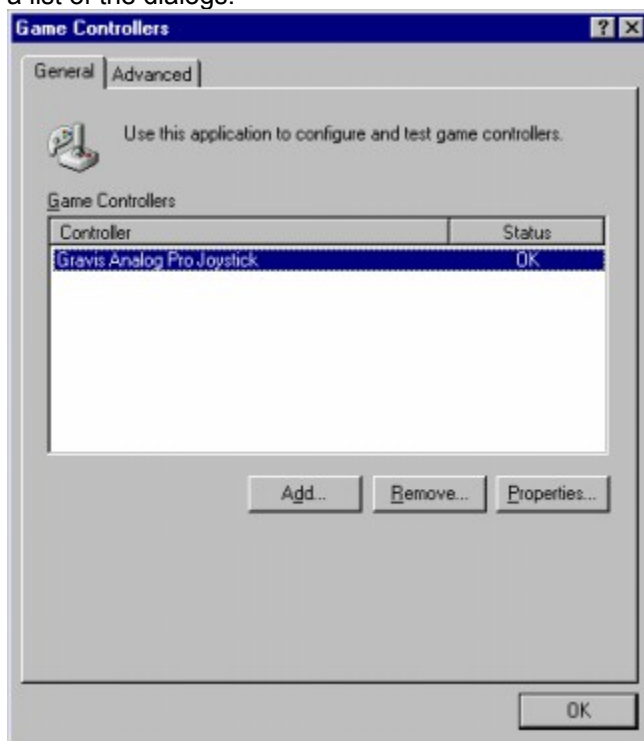 a list of the dialogs.
Game Controllers
General Advanced
Use this application to configure and test game controllers.
Game Controllers
Controller Status
Gravis Analog Pro Joystick OK
Add... Remove... Properties...
OK